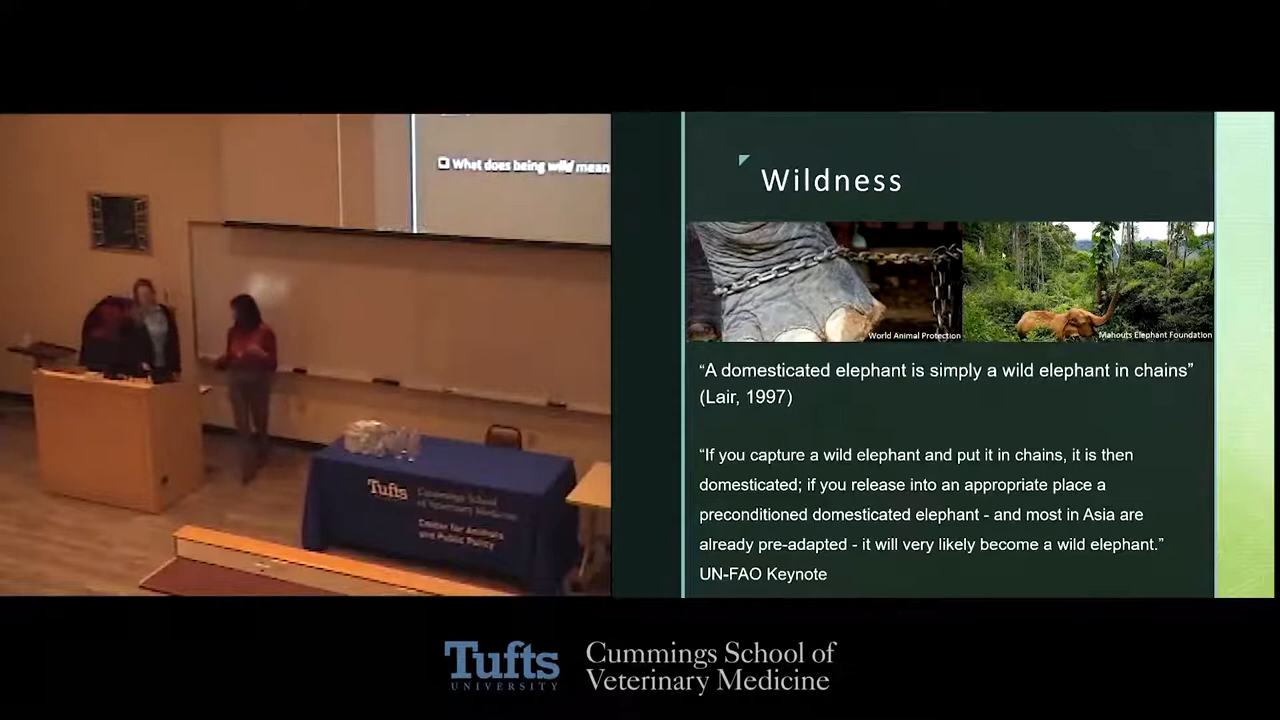 What does being wild mean
Tufts
Cummings School
of Veterinary Medicine
Center for Animals
and Public Policy
Wildness
World Animal Protection
Mahouts Elephant Foundation
“A domesticated elephant is simply a wild elephant in chains”
(Lair, 1997)
“If you capture a wild elephant and put it in chains, it is then
domesticated; if you release into an appropriate place a
preconditioned domesticated elephant - and most in Asia are
already pre-adapted - it will very likely become a wild elephant.”
UN-FAO Keynote
Tufts
UNIVERSITY
Cummings School of
Veterinary Medicine